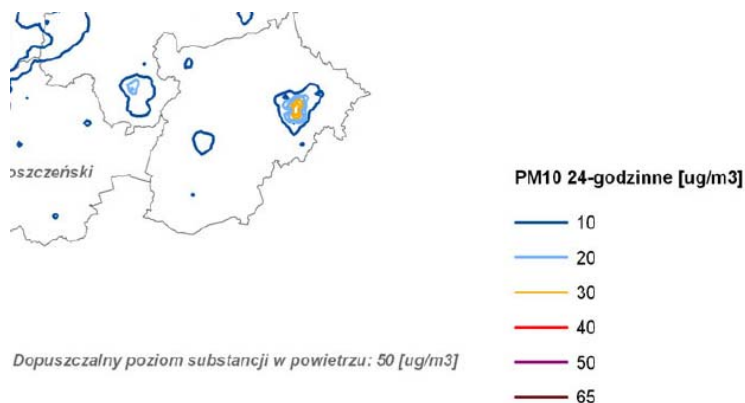 oszczeński
PM10 24-godzinne [ug/m3]
10
20
30
40
50
65
Dopuszczalny poziom substancji w powietrzu: 50 [ug/m3]